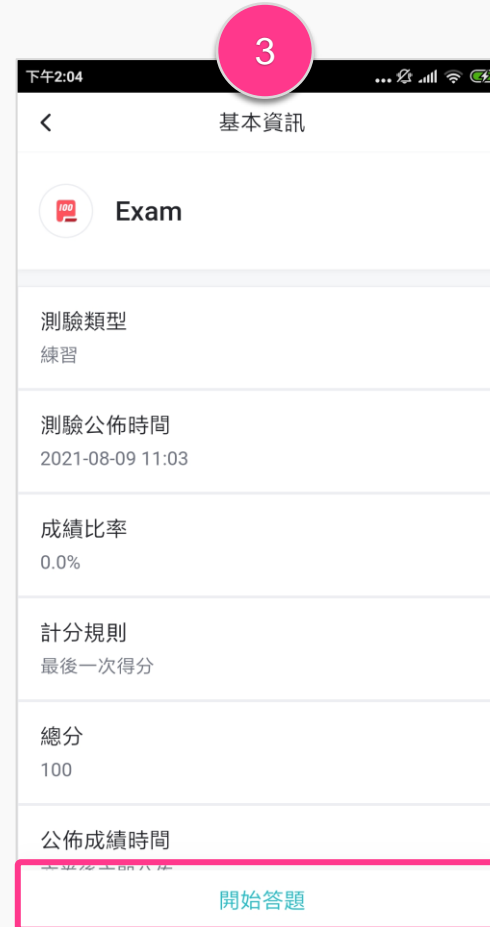 3
下午2:04
基本資訊
100
Exam
測驗類型
練習
測驗公佈時間
2021-08-09 11:03
成績比率
0.0%
計分規則
最後一次得分
總分
100
公佈成績時間
開始答題